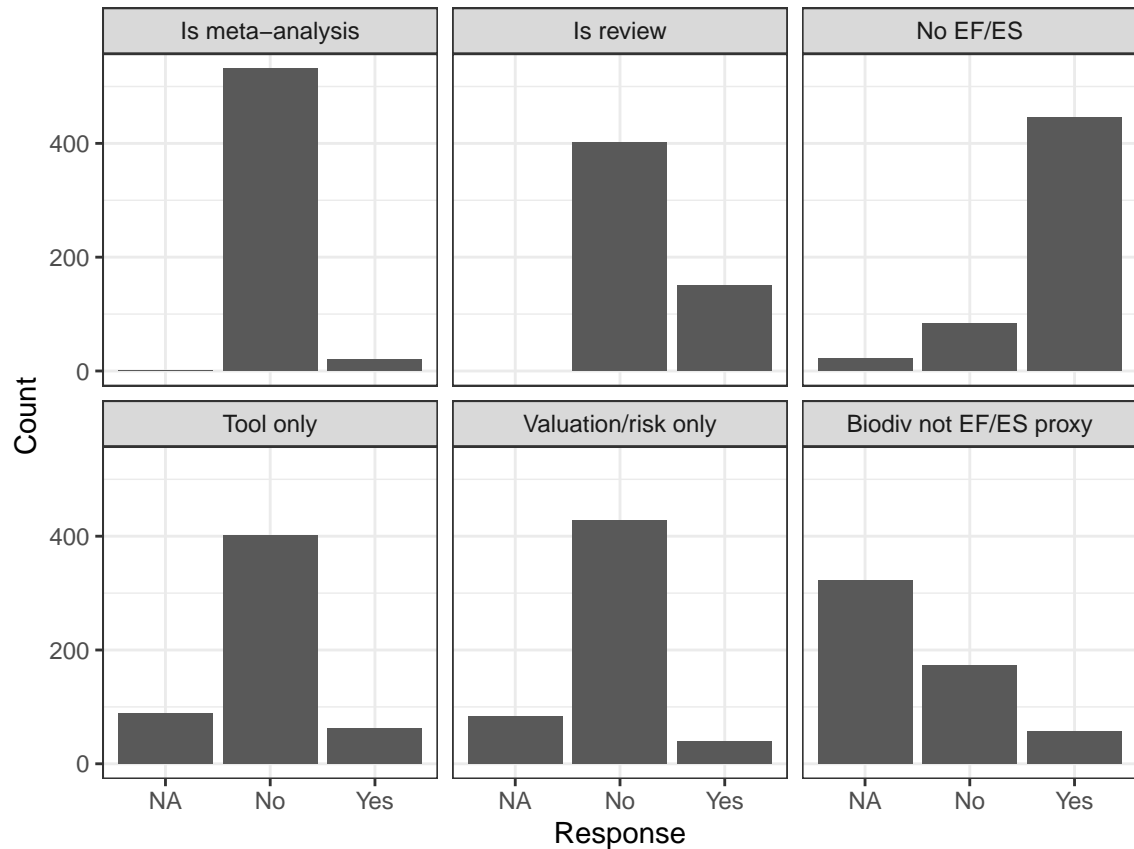 Is meta−analysis
Is review
No EF/ES
400
200
0
Count
Tool only
Valuation/risk only
Biodiv not EF/ES proxy
400
200
0
NA No Yes
NA No Yes
NA No Yes
Response